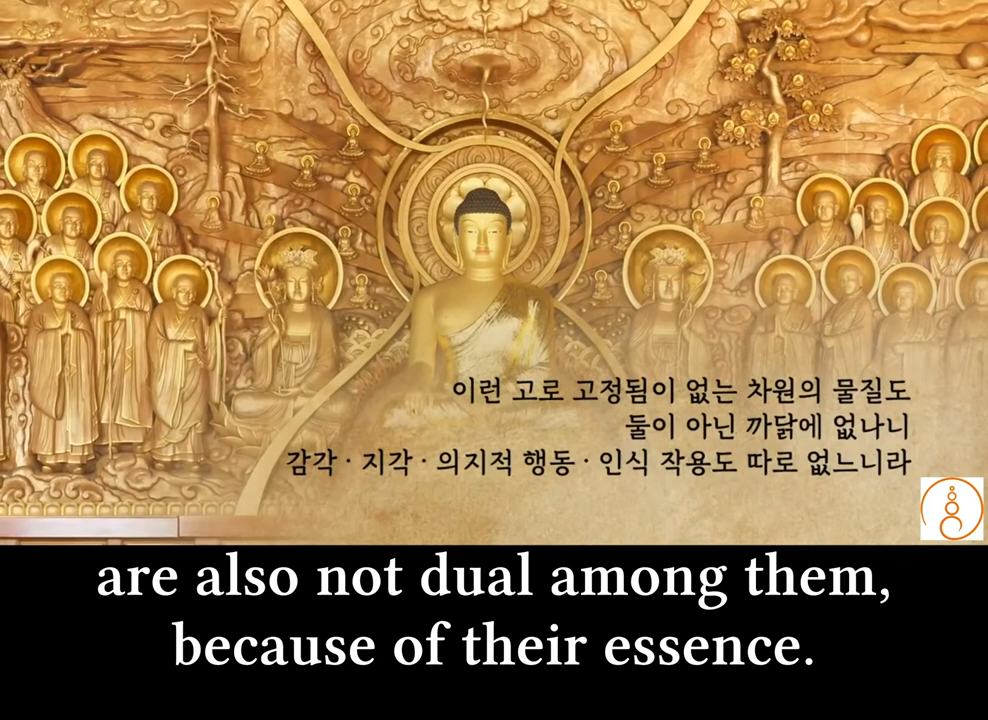 이런 고로 고정됨이 없는 차원의 물질도
둘이 아닌 까닭에 없나니
감각 · 지각 · 의지적 행동 · 인식 작용도 따로 없느니라
are also not dual among them,
because of their essence.